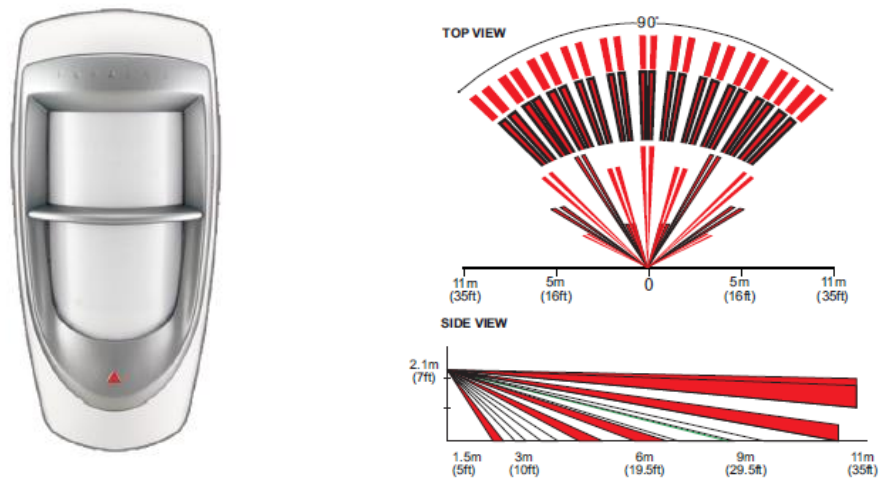 TOP VIEW
90°
11m
(35ft)
5m
(16ft)
0
5m
(16ft)
11m
(35ft)
SIDE VIEW
2.1m
(7ft)
1.5m
(5ft)
3m
(10ft)
6m
(19.5ft)
9m
(29.5ft)
11m
(35ft)